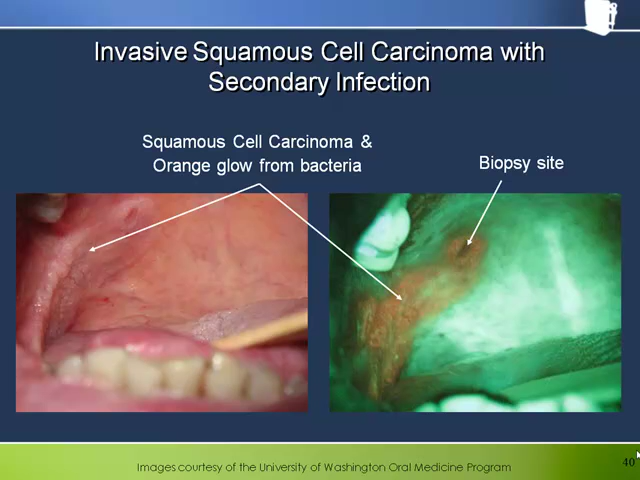 Invasive Squamous Cell Carcinoma with
Secondary Infection
Squamous Cell Carcinoma &
Orange glow from bacteria
Biopsy site
Images courtesy of the University of Washington Oral Medicine Program
40